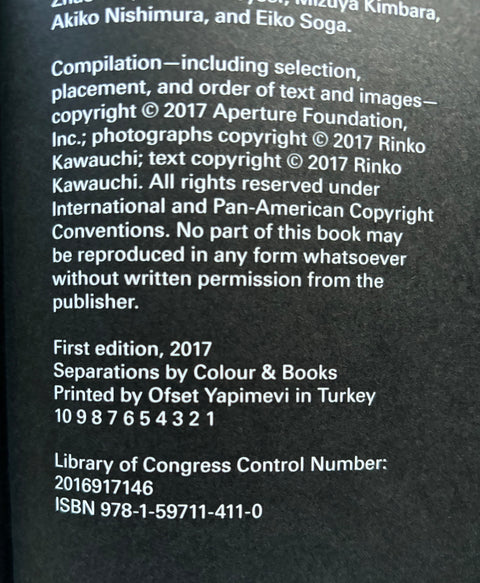 Mizuya Kimbara,
Akiko Nishimura, and Eiko Soga.
Compilation—including selection,
placement, and order of text and images—
copyright © 2017 Aperture Foundation,
Inc.; photographs copyright © 2017 Rinko
Kawauchi; text copyright © 2017 Rinko
Kawauchi. All rights reserved under
International and Pan-American Copyright
Conventions. No part of this book may
be reproduced in any form whatsoever
without written permission from the
publisher.
First edition, 2017
Separations by Colour & Books
Printed by Ofset Yapimevi in Turkey
10 9 8 7 6 5 4 3 2 1
Library of Congress Control Number:
2016917146
ISBN 978-1-59711-411-0